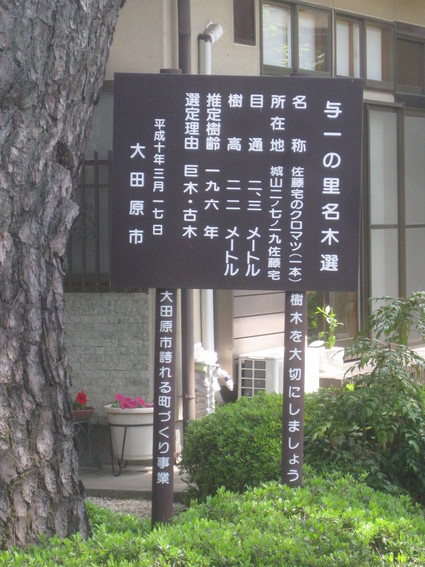 与一の里名木選
名称　佐藤宅のクロマツ(一本)
所在地　城山二ノ七ノ一九佐藤宅
目通　二、三メートル
樹高　二二メートル
推定樹齢　一九六年
選定理由　巨木・古木
平成十年三月一七日
大田原市
樹木を大切にしましょう
大田原市誇れる町づくり事業